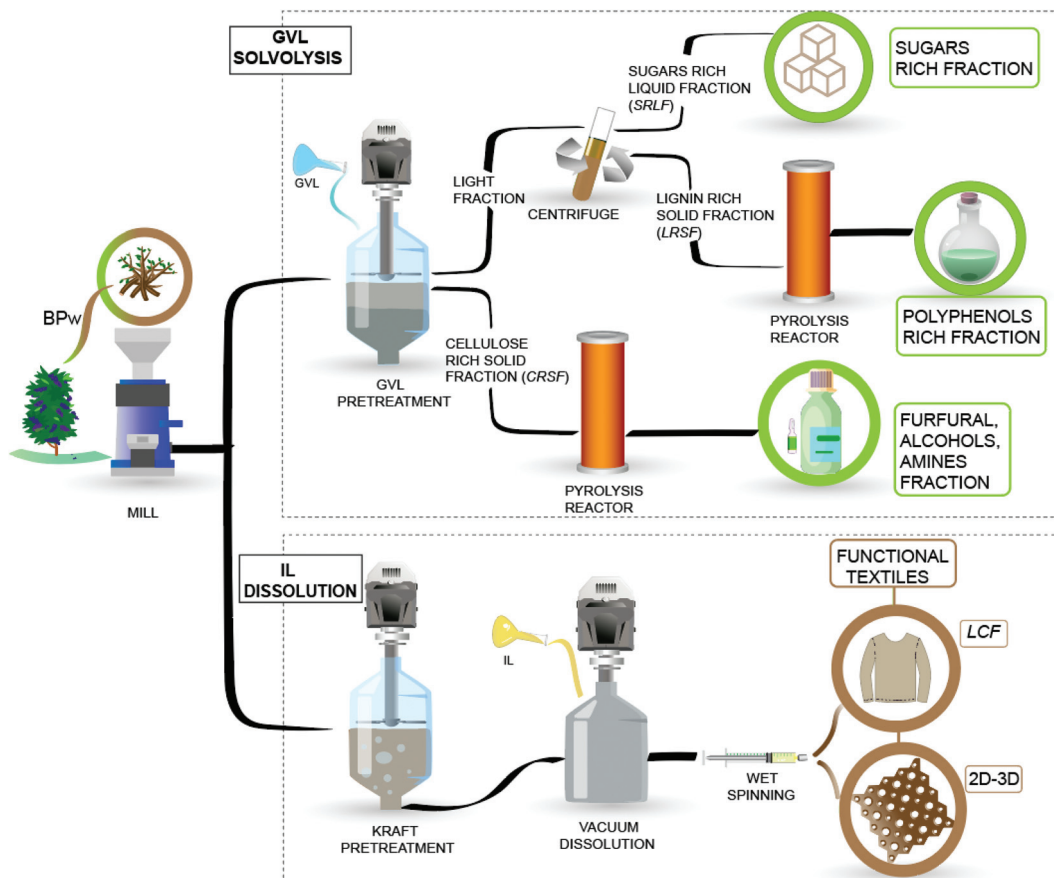 GVL
SOLVOLYSIS
SUGARS RICH
LIQUID FRACTION
(SRLF)
SUGARS
RICH FRACTION
GVL
LIGHT
FRACTION
CENTRIFUGE
LIGNIN RICH
SOLID FRACTION
(LRSF)
BPw
PYROLYSIS
REACTOR
POLYPHENOLS
RICH FRACTION
GVL
PRETREATMENT
CELLULOSE
RICH SOLID
FRACTION (CRSF)
PYROLYSIS
REACTOR
FURFURAL,
ALCOHOLS,
AMINES
FRACTION
MILL
IL
DISSOLUTION
FUNCTIONAL
TEXTILES
LCF
IL
WET
SPINNING
2D-3D
KRAFT
PRETREATMENT
VACUUM
DISSOLUTION